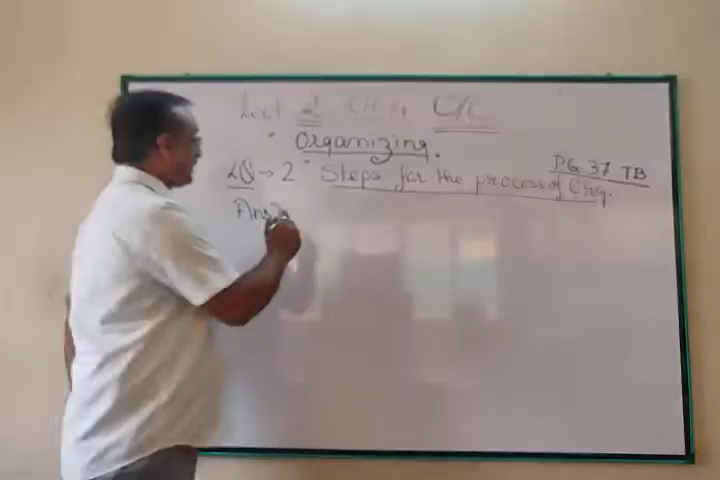 Lect 2 CH 4 C/C
" Organizing.
PG 37 TB
LQ → 2 " Steps for the process of Org.
Ans